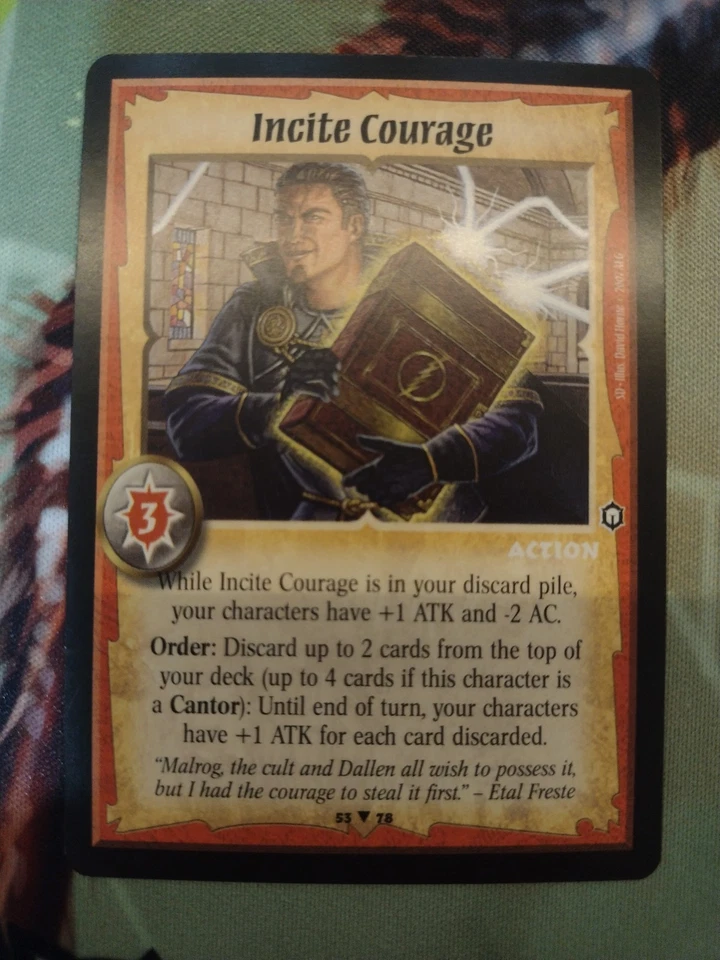 Incite Courage
3
ACTION
While Incite Courage is in your discard pile,
your characters have +1 ATK and -2 AC.
Order: Discard up to 2 cards from the top of
your deck (up to 4 cards if this character is
a Cantor): Until end of turn, your characters
have +1 ATK for each card discarded.
“Malrog, the cult and Dallen all wish to possess it,
but I had the courage to steal it first.” – Etal Freste
53 ▼ 78
Illus. David